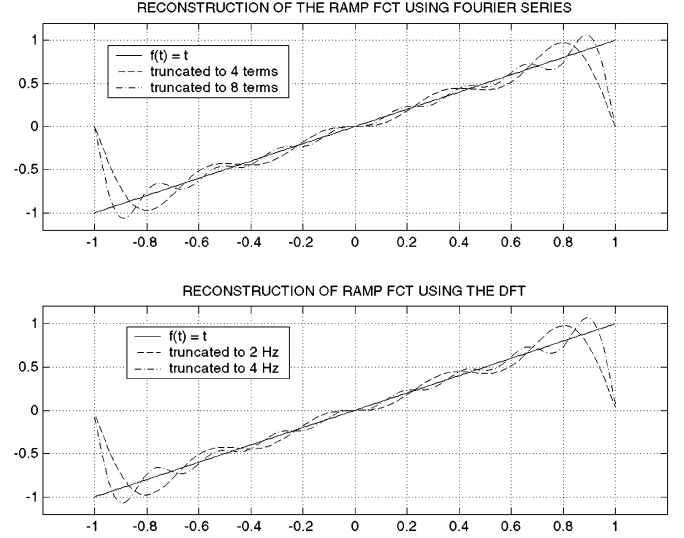 RECONSTRUCTION OF THE RAMP FCT USING FOURIER SERIES
1
0.5
0
-0.5
-1
f(t) = t
truncated to 4 terms
truncated to 8 terms
-1 -0.8 -0.6 -0.4 -0.2 0 0.2 0.4 0.6 0.8 1
RECONSTRUCTION OF RAMP FCT USING THE DFT
1
0.5
0
-0.5
-1
f(t) = t
truncated to 2 Hz
truncated to 4 Hz
-1 -0.8 -0.6 -0.4 -0.2 0 0.2 0.4 0.6 0.8 1